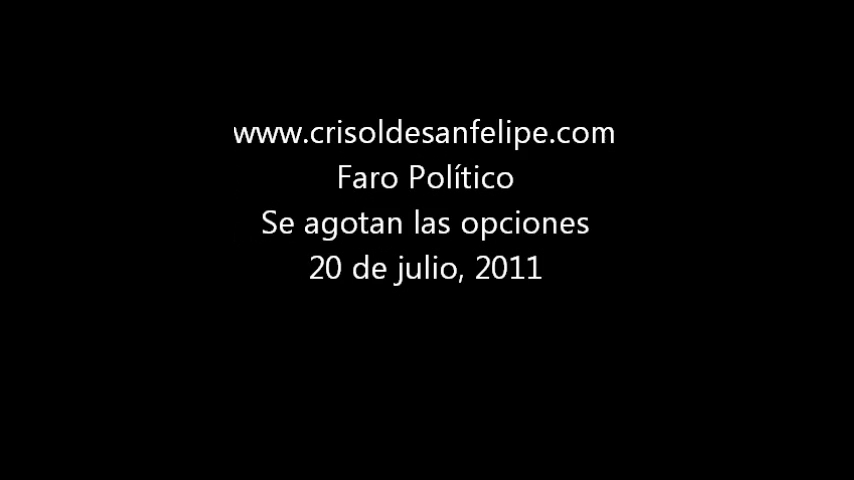 www.crisoldesanfelipe.com
Faro Político
Se agotan las opciones
20 de julio, 2011